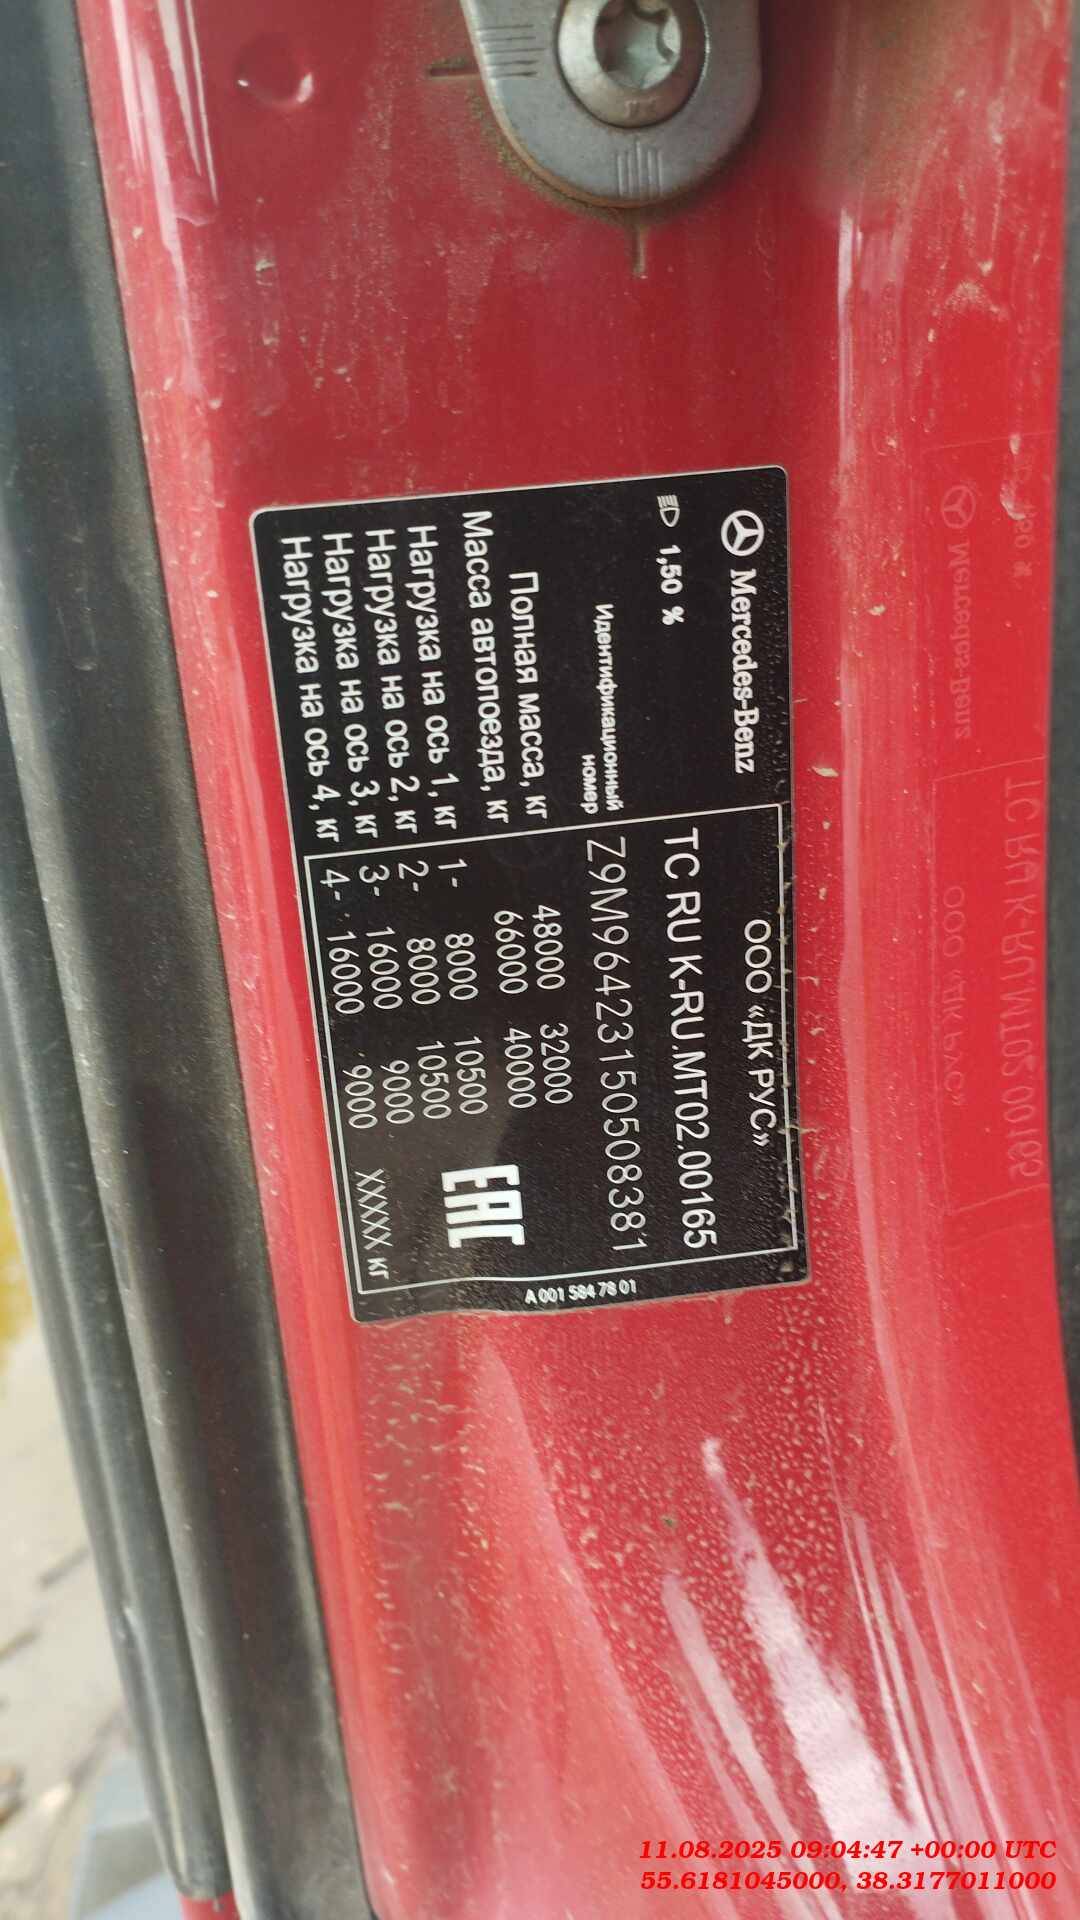 Mercedes-Benz
ООО «ДК РУС»
1,50 %
TC RU K-RU.MT02.00165
идентификационный
номер
Z9M96423150508381
Полная масса, кг 48000 32000
Масса автопоезда, кг 66000 40000
Нагрузка на ось 1, кг 1- 8000 10500
Нагрузка на ось 2, кг 2- 8000 10500
Нагрузка на ось 3, кг 3- 16000 9000
Нагрузка на ось 4, кг 4- 16000 9000 XXXXX кг
EAC
A 001 584 78 01
11.08.2025 09:04:47 +00:00 UTC
55.6181045000, 38.3177011000